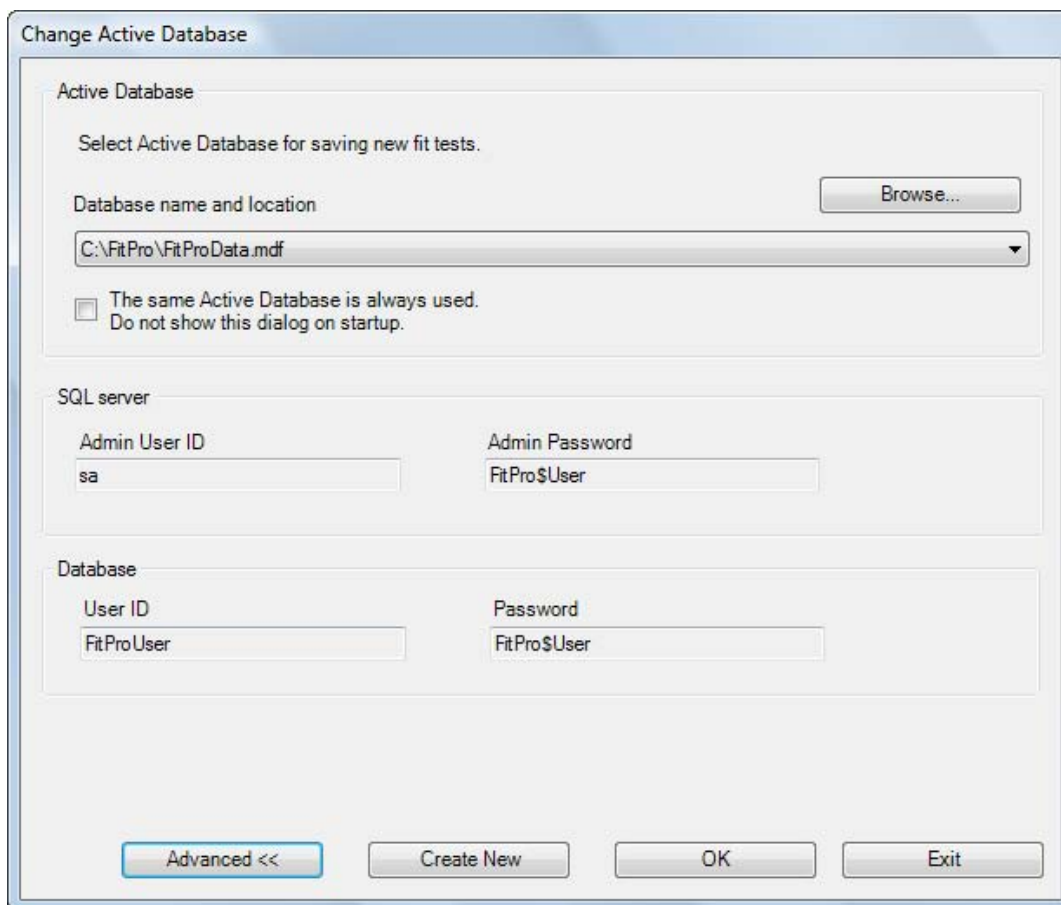 Change Active Database
Active Database
Select Active Database for saving new fit tests.
Browse...
Database name and location
C:\FitPro\FitProData.mdf
The same Active Database is always used.
Do not show this dialog on startup.
SQL server
Admin User ID
Admin Password
sa
FitPro$User
Database
User ID
Password
FitProUser
FitPro$User
Advanced <<
Create New
OK
Exit